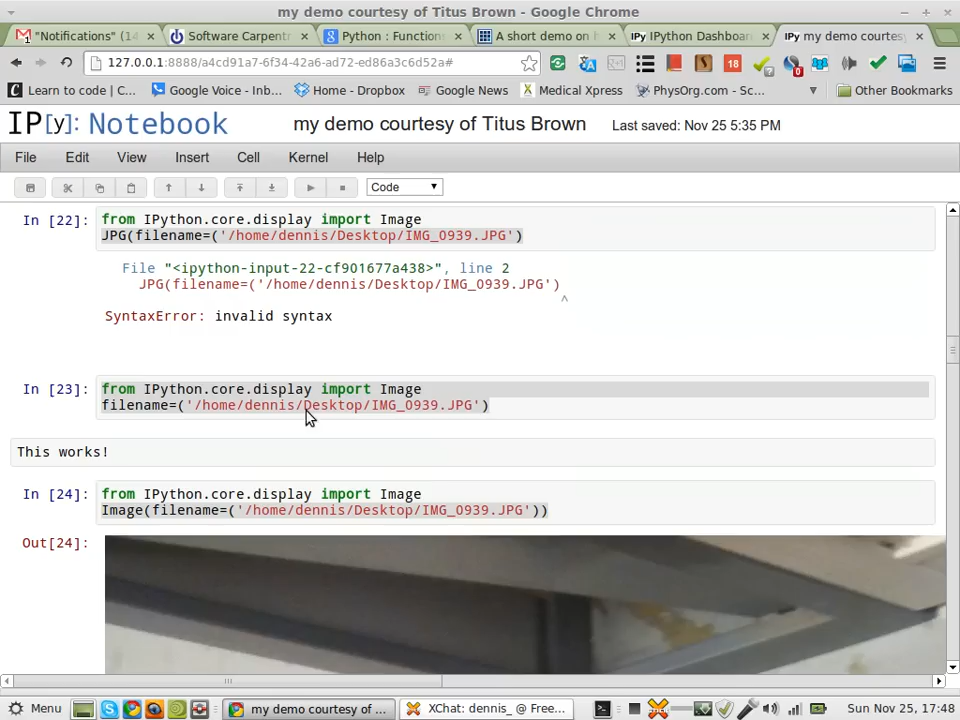 my demo courtesy of Titus Brown - Google Chrome
"Notifications" (14
Software Carpent
Python : Functions
A short demo on h
IPython Dashboar
IPy my demo courtesy
127.0.0.1:8888/a4cd91a7-6f34-42a6-ad72-ed86a3c6d52a#
18
Learn to code | C...
Google Voice - Inb...
Home - Dropbox
Google News
Medical Xpress
PhysOrg.com - Sc...
Other Bookmarks
IP[y]: Notebook
my demo courtesy of Titus Brown
Last saved: Nov 25 5:35 PM
File Edit View Insert Cell Kernel Help
Code
In [22]:
from IPython.core.display import Image
JPG(filename=('/home/dennis/Desktop/IMG_0939.JPG')
File "<ipython-input-22-cf901677a438>", line 2
JPG(filename=('/home/dennis/Desktop/IMG_0939.JPG')
^
SyntaxError: invalid syntax
In [23]:
from IPython.core.display import Image
filename=('/home/dennis/Desktop/IMG_0939.JPG')
This works!
In [24]:
from IPython.core.display import Image
Image(filename=('/home/dennis/Desktop/IMG_0939.JPG'))
Out[24]:
Menu
my demo courtesy of ...
XChat: dennis_ @ Free...
Sun Nov 25, 17:48